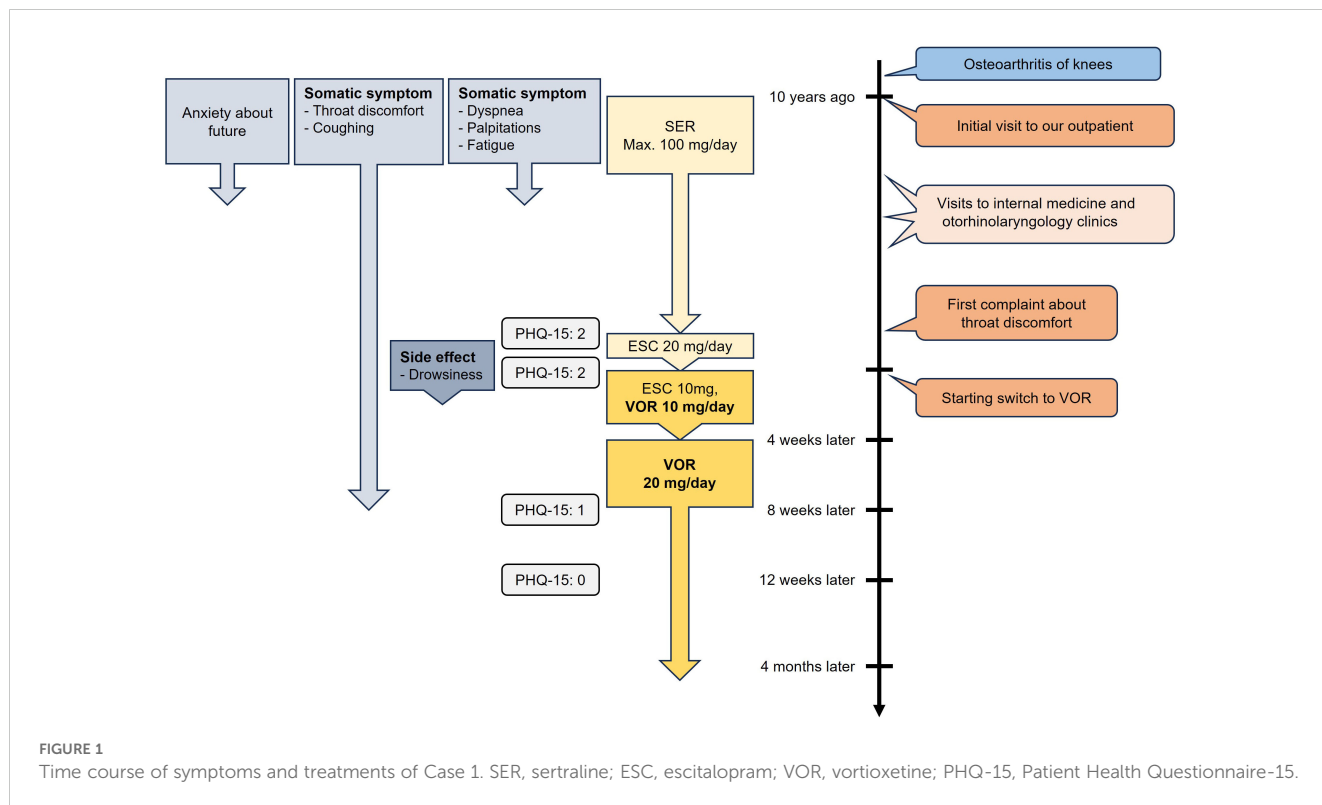 Anxiety about
future
Somatic symptom
- Throat discomfort
- Coughing
Somatic symptom
- Dyspnea
- Palpitations
- Fatigue
SER
Max. 100 mg/day
PHQ-15: 2
ESC 20 mg/day
Side effect
- Drowsiness
PHQ-15: 2
ESC 10mg,
VOR 10 mg/day
VOR
20 mg/day
PHQ-15: 1
PHQ-15: 0
10 years ago
4 weeks later
8 weeks later
12 weeks later
4 months later
Osteoarthritis of knees
Initial visit to our outpatient
Visits to internal medicine and
otorhinolaryngology clinics
First complaint about
throat discomfort
Starting switch to VOR
FIGURE 1
Time course of symptoms and treatments of Case 1. SER, sertraline; ESC, escitalopram; VOR, vortioxetine; PHQ-15, Patient Health Questionnaire-15.